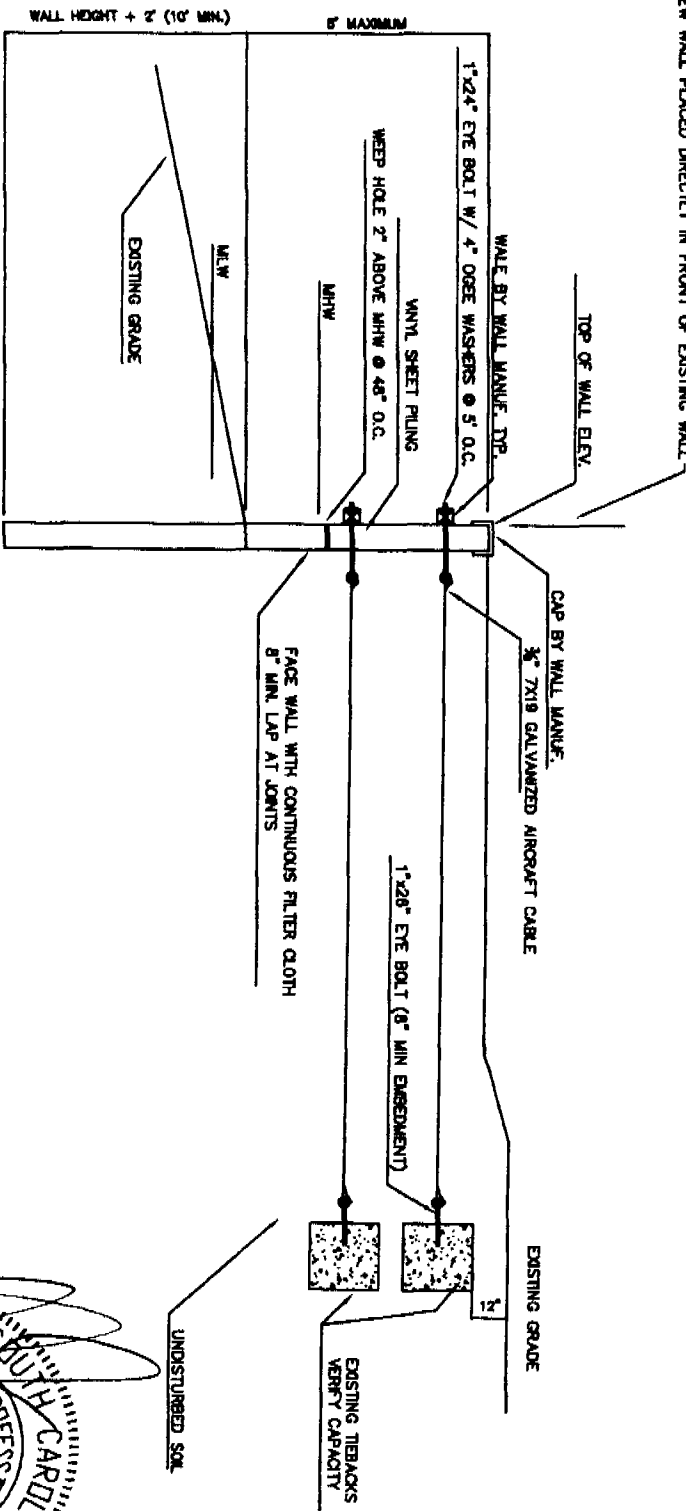 NEW WALL PLACED DIRECTLY IN FRONT OF EXISTING WALL
TOP OF WALL ELEV.
CAP BY WALL MANUF.
WALE BY WALL MANUF. TYP.
1"x24" EYE BOLT W/ 4" OGEE WASHERS @ 5' O.C.
VINYL SHEET PILING
WEEP HOLE 2" ABOVE MHW @ 48" O.C.
MHW
MLW
EXISTING GRADE
WALL HEIGHT + 2' (10' MIN.)
MAXIMUM
7X19 GALVANIZED AIRCRAFT CABLE
FACE WALL WITH CONTINUOUS FILTER CLOTH
8" MIN. LAP AT JOINTS
1"x28" EYE BOLT (8" MIN EMBEDMENT)
EXISTING GRADE
12"
EXISTING TIEBACKS
VERIFY CAPACITY
UNDISTURBED SOIL